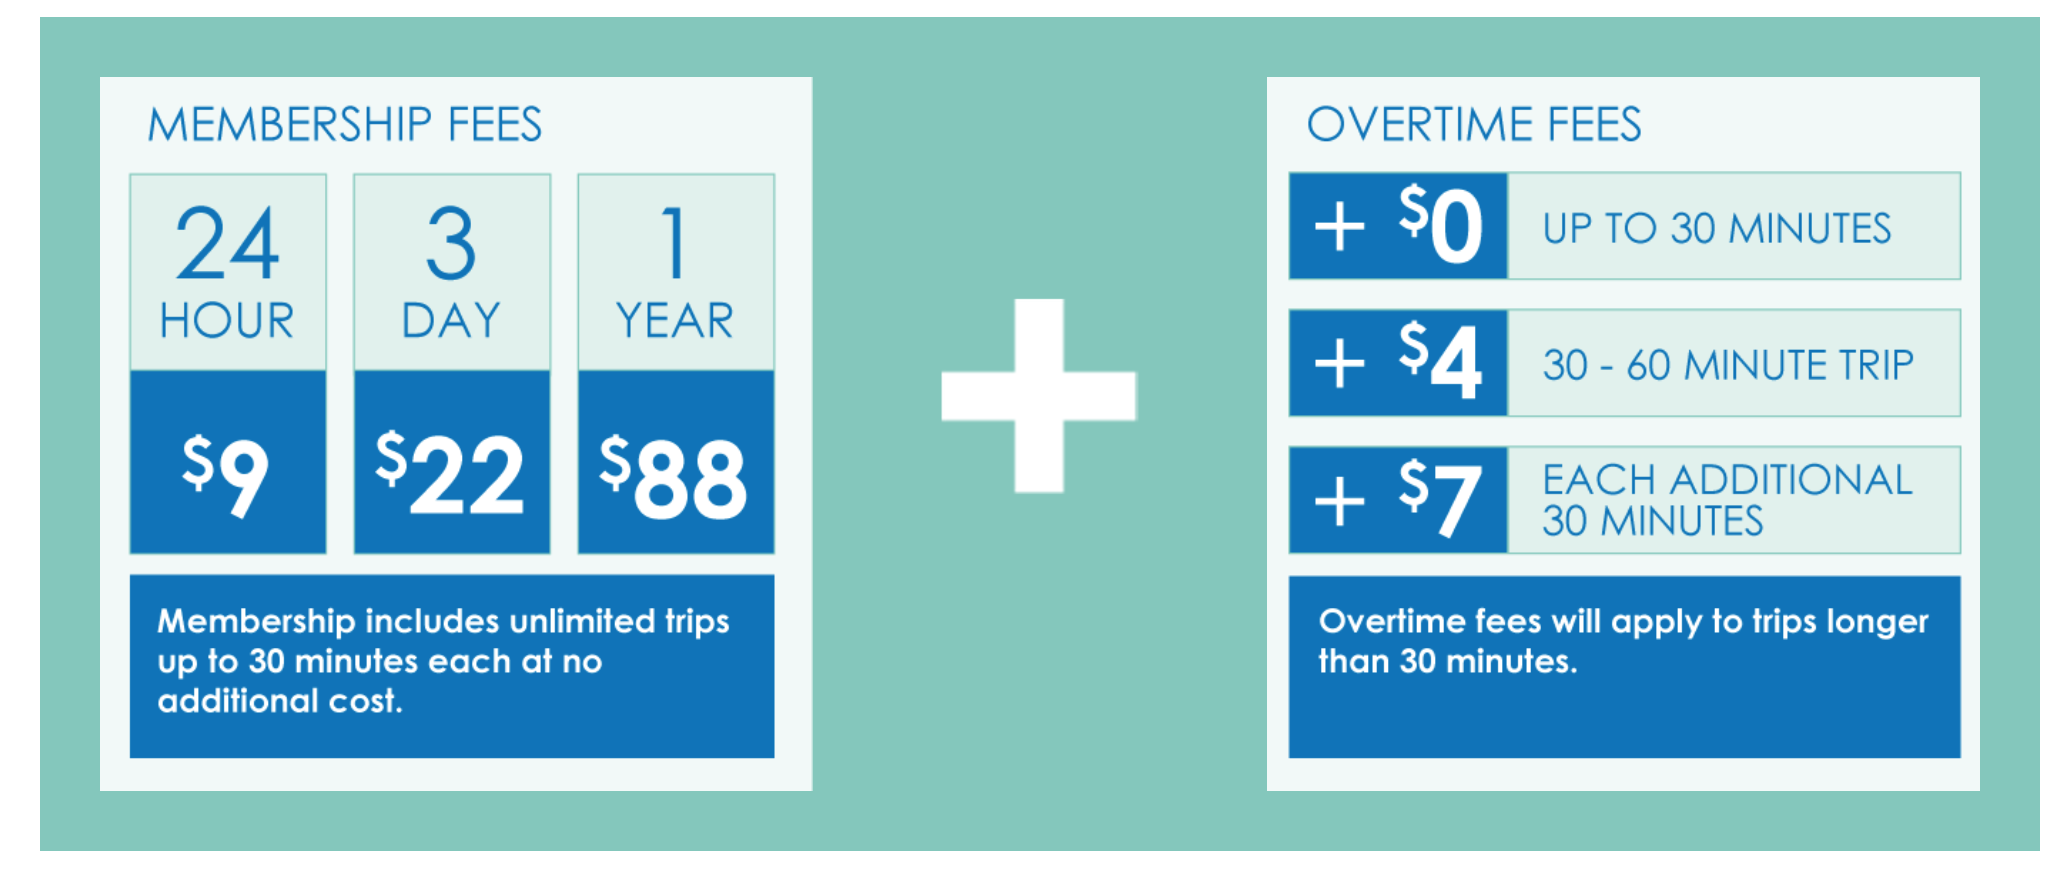 MEMBERSHIP FEES
24
HOUR
$9
3
DAY
$22
1
YEAR
$88
Membership includes unlimited trips
up to 30 minutes each at no
additional cost.
+
OVERTIME FEES
+ $0 UP TO 30 MINUTES
+ $4 30 - 60 MINUTE TRIP
+ $7 EACH ADDITIONAL
30 MINUTES
Overtime fees will apply to trips longer
than 30 minutes.